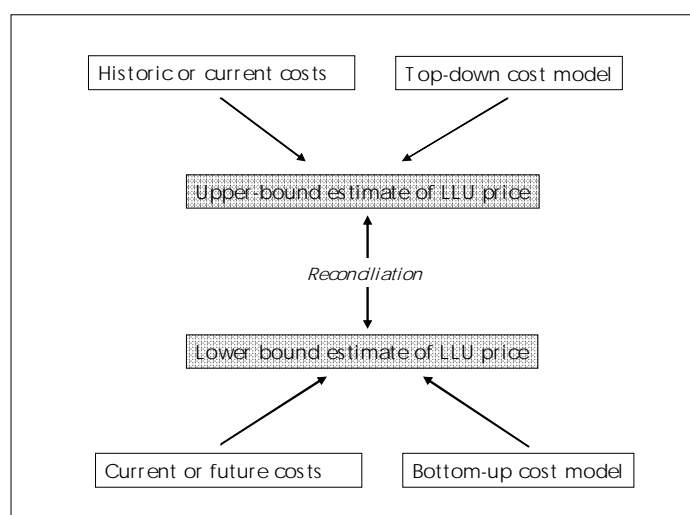 Historic or current costs
Top-down cost model
Upper-bound estimate of LLU price
Reconciliation
Lower bound estimate of LLU price
Current or future costs
Bottom-up cost model